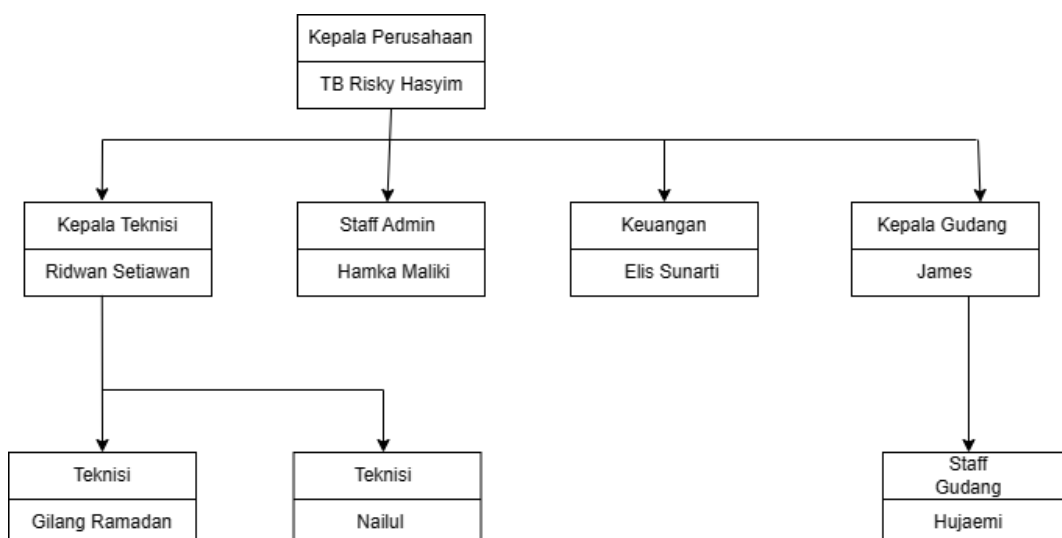 Kepala Perusahaan
TB Risky Hasyim
Kepala Teknisi
Ridwan Setiawan
Staff Admin
Hamka Maliki
Keuangan
Elis Sunarti
Kepala Gudang
James
Teknisi
Gilang Ramadan
Teknisi
Nailul
Staff
Gudang
Hujaemi